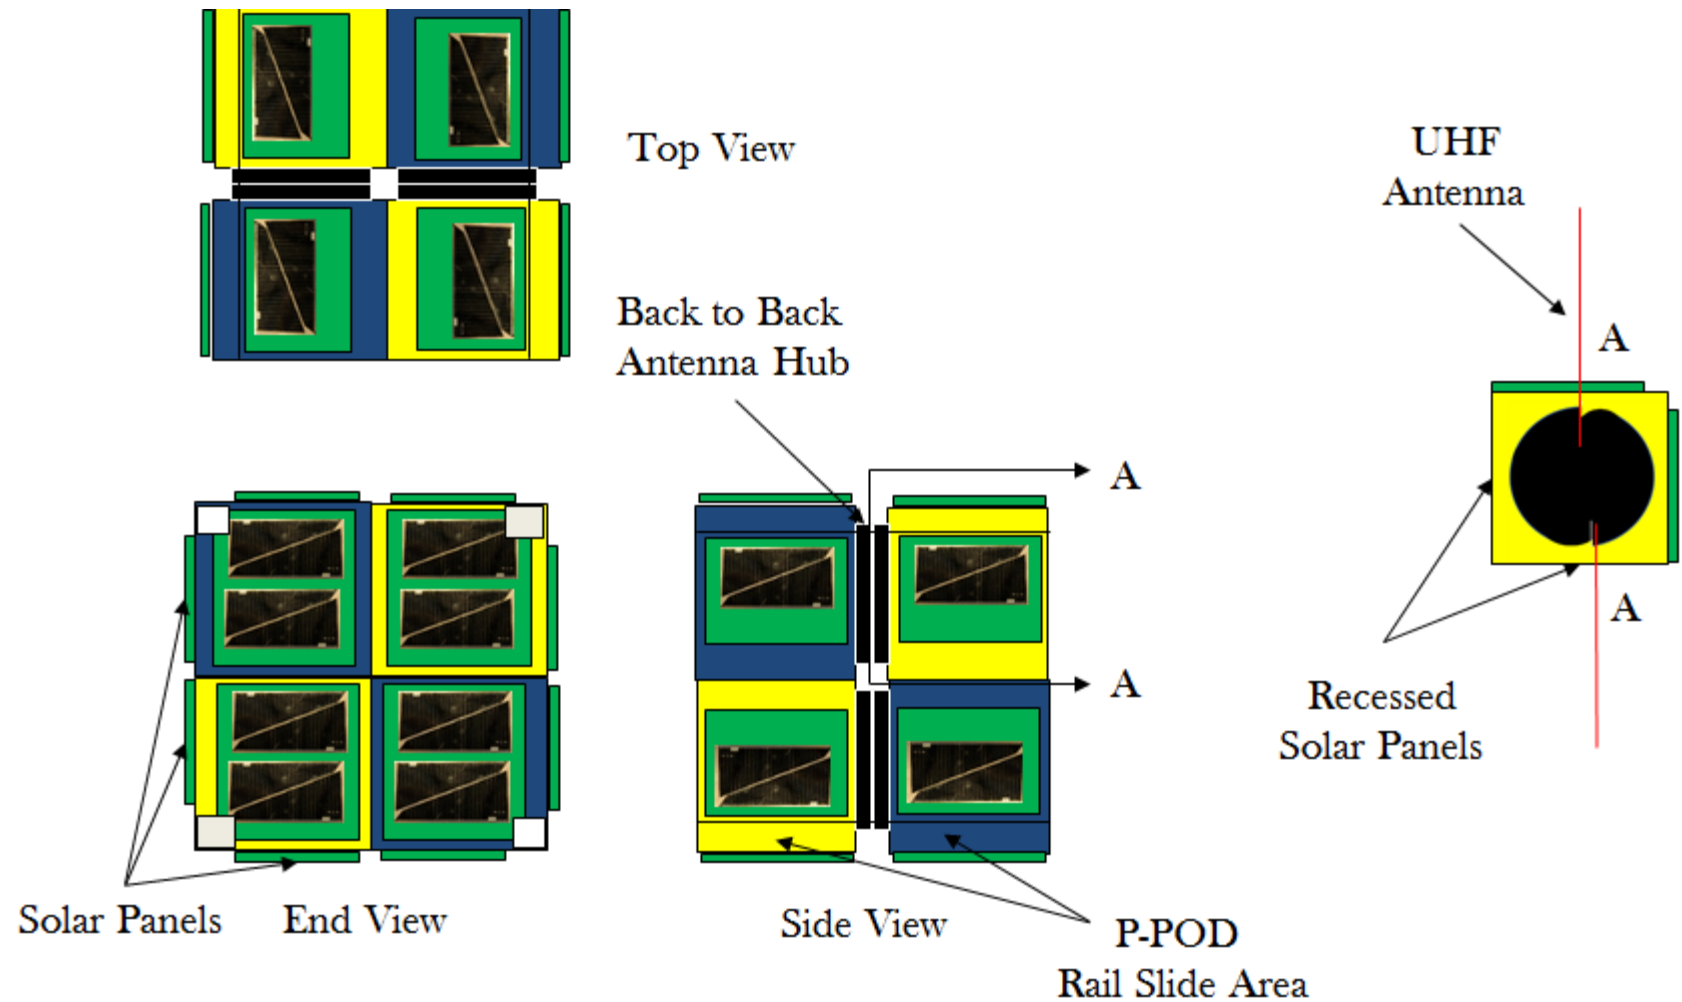 Top View
UHF
Antenna
Back to Back
Antenna Hub
A
A
A
A
Recessed
Solar Panels
Solar Panels
End View
Side View
P-POD
Rail Slide Area